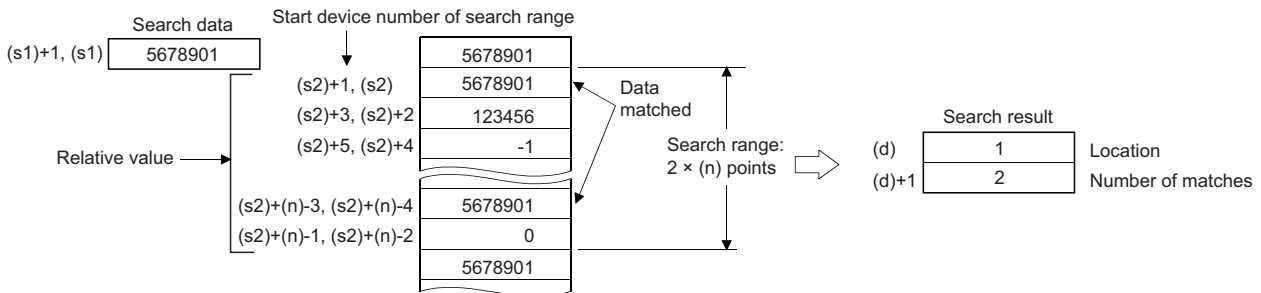 Search data
Start device number of search range
(s1)+1, (s1)
5678901
5678901
(s2)+1, (s2)
5678901
(s2)+3, (s2)+2
123456
(s2)+5, (s2)+4
-1
Data
matched
Relative value
Search range:
2 × (n) points
(s2)+(n)-3, (s2)+(n)-4
5678901
(s2)+(n)-1, (s2)+(n)-2
0
5678901
Search result
(d)
1
Location
(d)+1
2
Number of matches